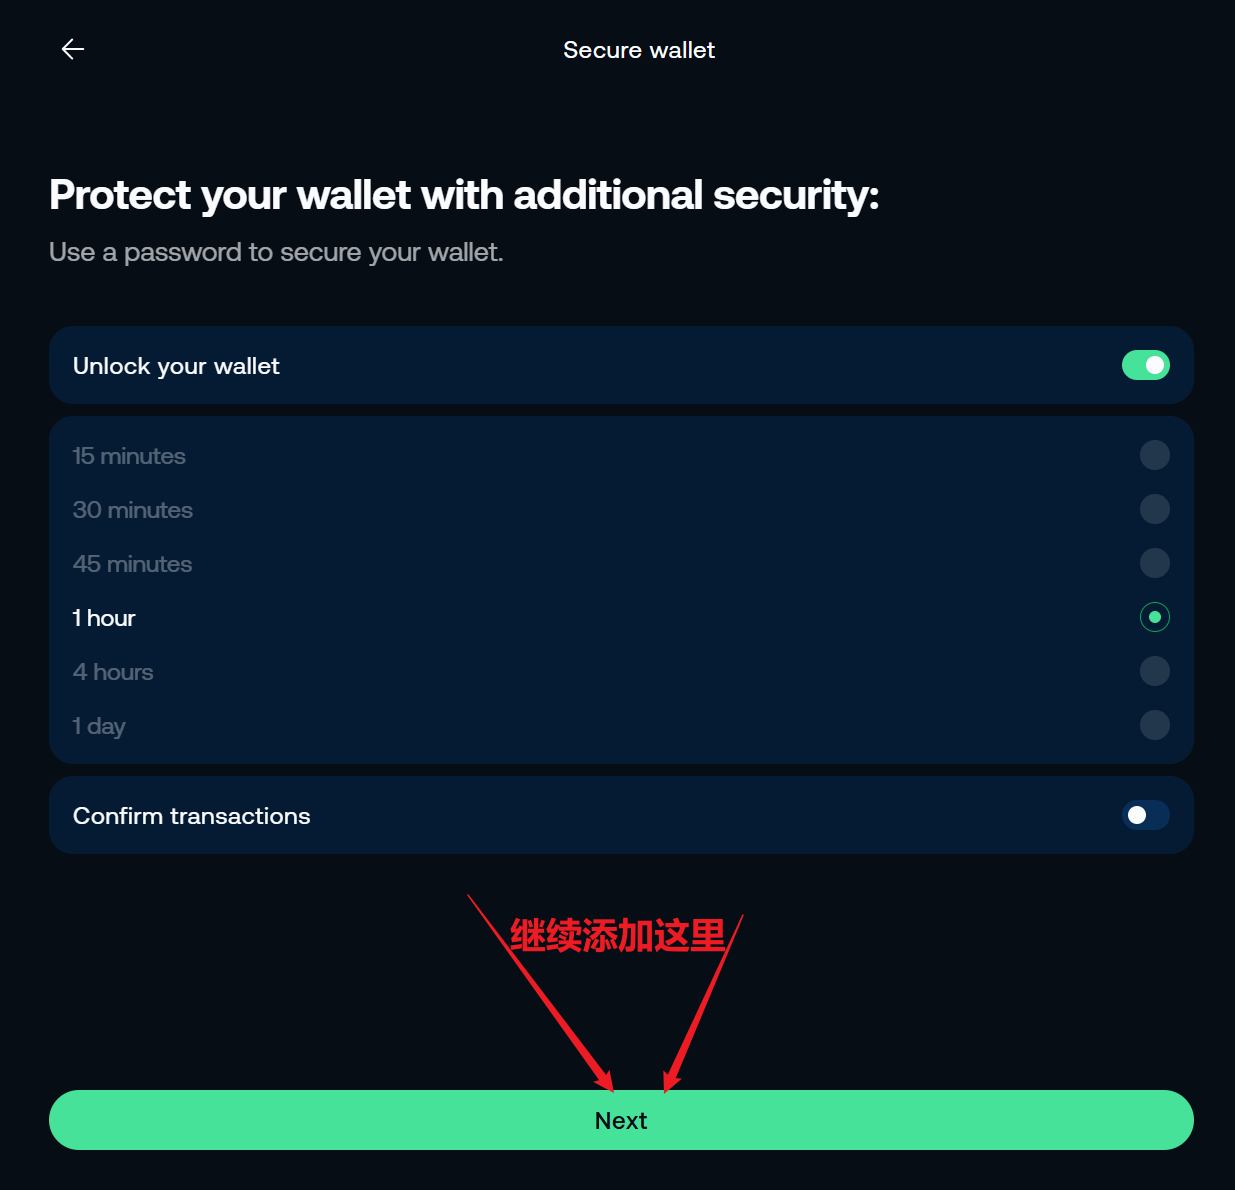 Secure wallet
Protect your wallet with additional security:
Use a password to secure your wallet.
Unlock your wallet
15 minutes
30 minutes
45 minutes
1 hour
4 hours
1 day
Confirm transactions
继续添加这里
Next